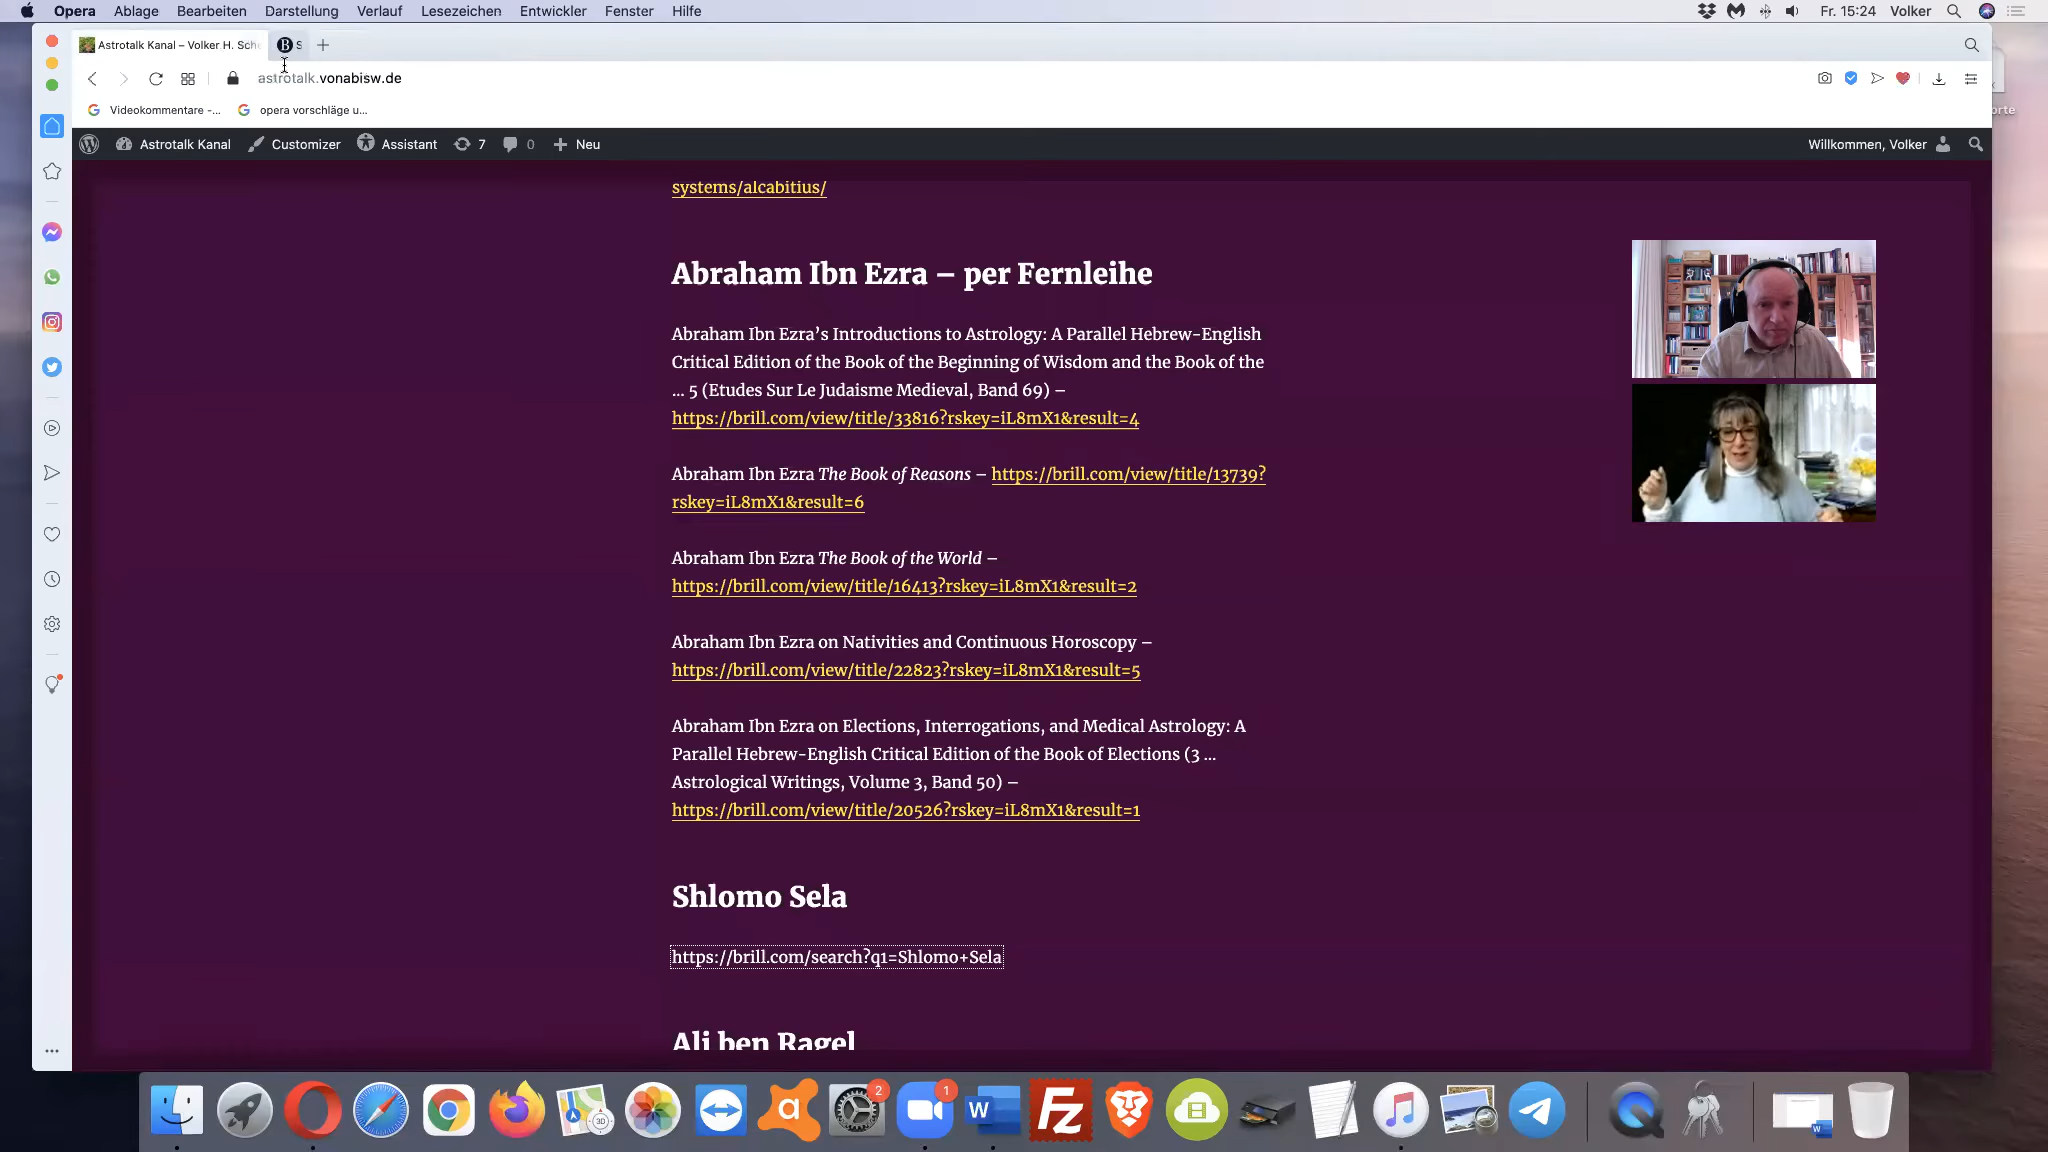 Opera Ablage Bearbeiten Darstellung Verlauf Lesezeichen Entwickler Fenster Hilfe Fr. 15:24 Volker
Astrotalk Kanal – Volker H. Sche S
astrotalk.vonabisw.de
Videokommentare -... opera vorschläge u...
Astrotalk Kanal Customizer Assistant 7 0 Neu Willkommen, Volker
systems/alcabitius/
Abraham Ibn Ezra – per Fernleihe
Abraham Ibn Ezra's Introductions to Astrology: A Parallel Hebrew-English
Critical Edition of the Book of the Beginning of Wisdom and the Book of the
... 5 (Etudes Sur Le Judaisme Medieval, Band 69) –
https://brill.com/view/title/33816?rskey=iL8mX1&result=4
Abraham Ibn Ezra The Book of Reasons – https://brill.com/view/title/13739?
rskey=iL8mX1&result=6
Abraham Ibn Ezra The Book of the World –
https://brill.com/view/title/16413?rskey=iL8mX1&result=2
Abraham Ibn Ezra on Nativities and Continuous Horoscopy –
https://brill.com/view/title/22823?rskey=iL8mX1&result=5
Abraham Ibn Ezra on Elections, Interrogations, and Medical Astrology: A
Parallel Hebrew-English Critical Edition of the Book of Elections (3 ...
Astrological Writings, Volume 3, Band 50) –
https://brill.com/view/title/20526?rskey=iL8mX1&result=1
Shlomo Sela
https://brill.com/search?q1=Shlomo+Sela
Ali ben Ragel
2
1